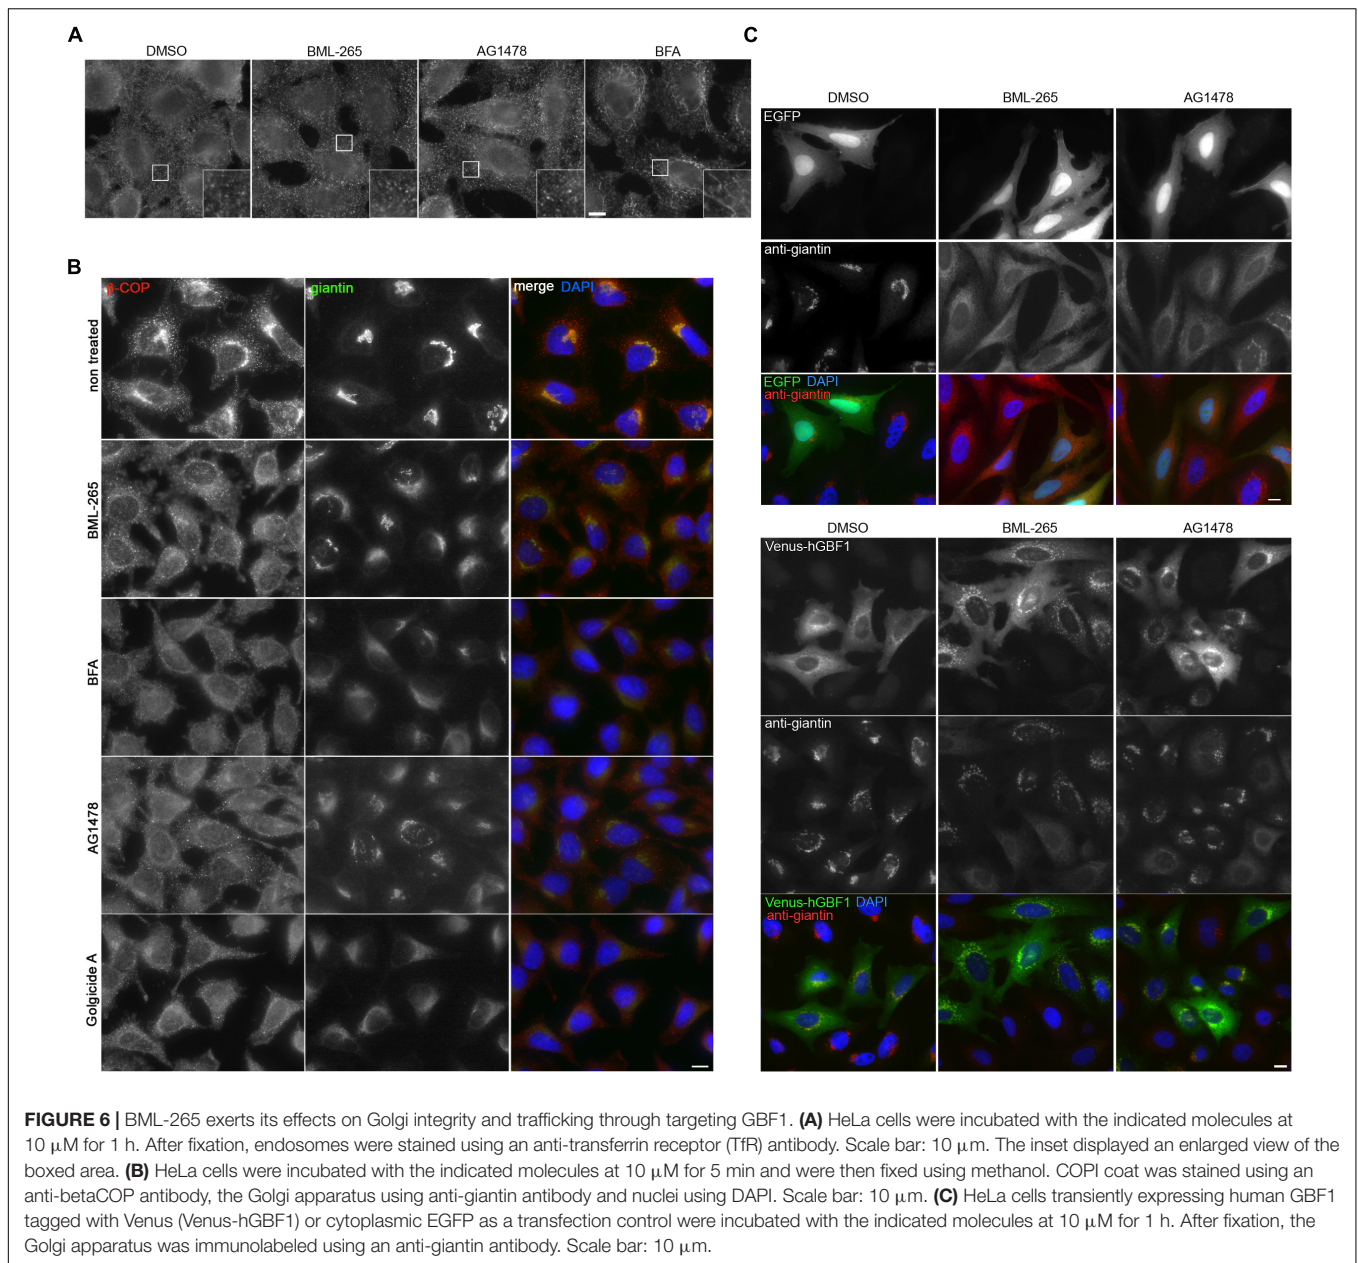 A
DMSO
BML-265
AG1478
BFA
B
β-COP
giantin
merge DAPI
non treated
BML-265
BFA
AG1478
Golgicide A
C
DMSO
BML-265
AG1478
EGFP
anti-giantin
EGFP DAPI
anti-giantin
DMSO
BML-265
AG1478
Venus-hGBF1
anti-giantin
Venus-hGBF1 DAPI
anti-giantin
FIGURE 6 | BML-265 exerts its effects on Golgi integrity and trafficking through targeting GBF1. (A) HeLa cells were incubated with the indicated molecules at
10 μM for 1 h. After fixation, endosomes were stained using an anti-transferrin receptor (TfR) antibody. Scale bar: 10 μm. The inset displayed an enlarged view of the
boxed area. (B) HeLa cells were incubated with the indicated molecules at 10 μM for 5 min and were then fixed using methanol. COPI coat was stained using an
anti-betaCOP antibody, the Golgi apparatus using anti-giantin antibody and nuclei using DAPI. Scale bar: 10 μm. (C) HeLa cells transiently expressing human GBF1
tagged with Venus (Venus-hGBF1) or cytoplasmic EGFP as a transfection control were incubated with the indicated molecules at 10 μM for 1 h. After fixation, the
Golgi apparatus was immunolabeled using an anti-giantin antibody. Scale bar: 10 μm.